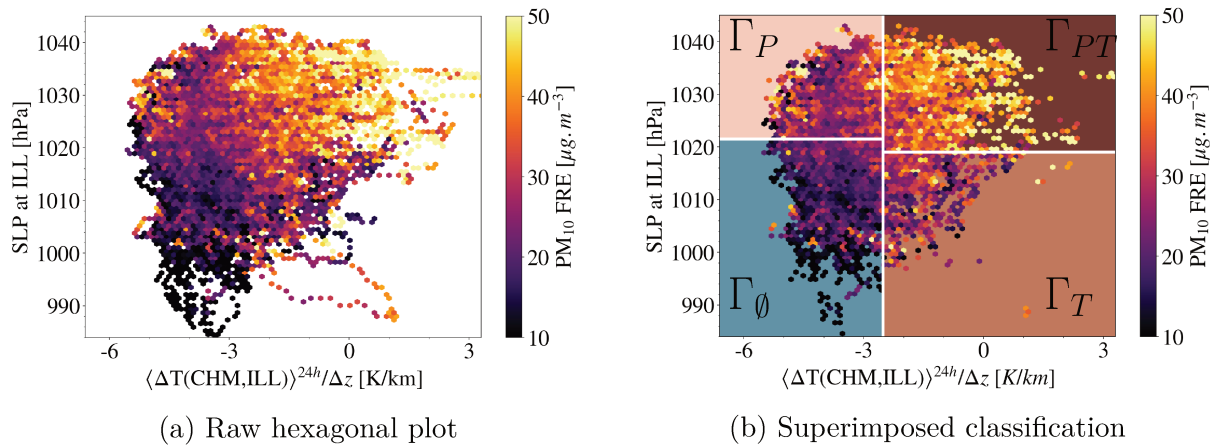 1040
1030
1020
1010
1000
990
SLP at ILL [hPa]
-6
-3
0
3
⟨ΔT(CHM,ILL)⟩²⁴ʰ/Δz [K/km]
50
40
30
20
10
PM₁₀ FRE [μg.m⁻³]
(a) Raw hexagonal plot
Γ_P
Γ_PT
Γ_∅
Γ_T
1040
1030
1020
1010
1000
990
SLP at ILL [hPa]
-6
-3
0
3
⟨ΔT(CHM,ILL)⟩²⁴ʰ/Δz [K/km]
50
40
30
20
10
PM₁₀ FRE [μg.m⁻³]
(b) Superimposed classification